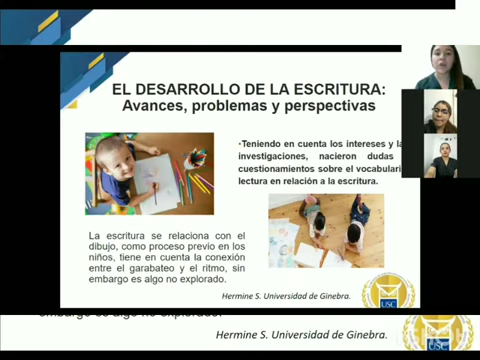 EL DESARROLLO DE LA ESCRITURA:
Avances, problemas y perspectivas
•Teniendo en cuenta los intereses y la
investigaciones, nacieron dudas
cuestionamientos sobre el vocabulari
lectura en relación a la escritura.
La escritura se relaciona con el
dibujo, como proceso previo en los
niños, tiene en cuenta la conexión
entre el garabateo y el ritmo, sin
embargo es algo no explorado.
Hermine S. Universidad de Ginebra.
USC
embargo es algo no explorado.
Hermine S. Universidad de Ginebra.
USC